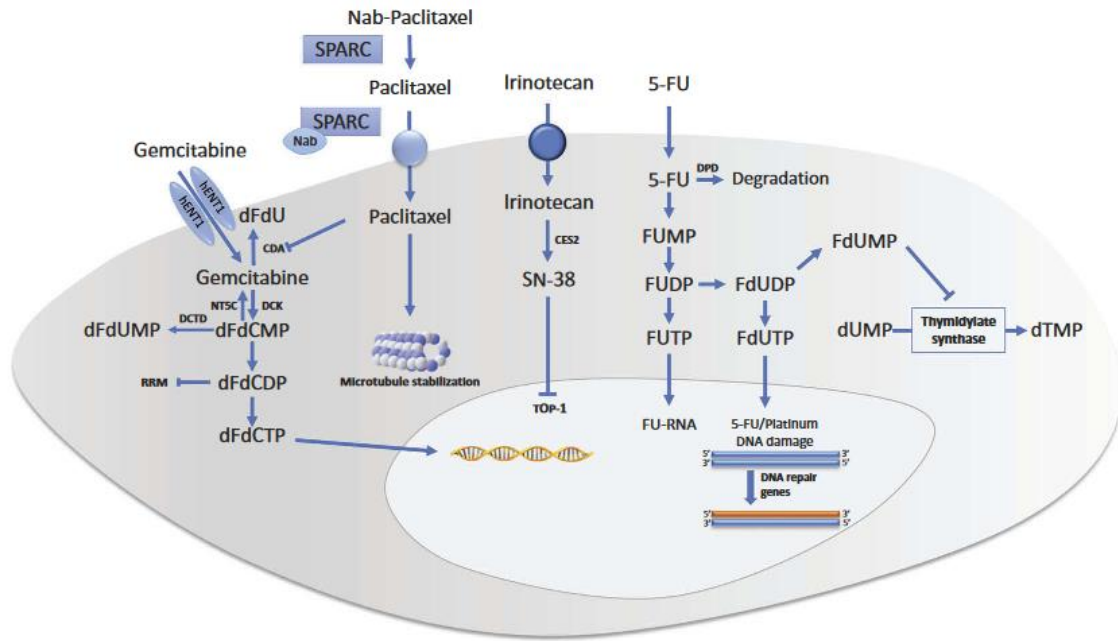 Nab-Paclitaxel
SPARC
Paclitaxel
SPARC
Nab
Irinotecan
5-FU
Gemcitabine
hENT1
hENT1
dFdU
CDA
Gemcitabine
NT5C
DCK
dFdUMP
DCTD
dFdCMP
RRM
dFdCDP
dFdCTP
Paclitaxel
Microtubule stabilization
Irinotecan
CES2
SN-38
TOP-1
5-FU
DPD
Degradation
FUMP
FUDP
FdUDP
FdUMP
FUTP
FdUTP
dUMP
Thymidylate
synthase
dTMP
FU-RNA
5-FU/Platinum
DNA damage
5' 3'
3' 5'
DNA repair
genes
5' 3'
3' 5'